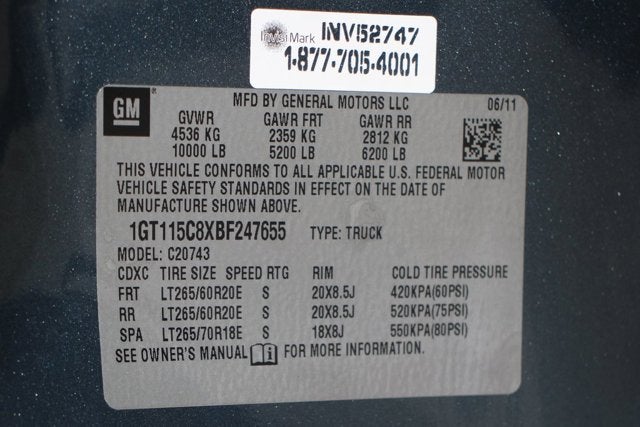 InVisi Mark INV52747
1-877-705-4001
GM ® MFD BY GENERAL MOTORS LLC 06/11
GVWR GAWR FRT GAWR RR
4536 KG 2359 KG 2812 KG
10000 LB 5200 LB 6200 LB
THIS VEHICLE CONFORMS TO ALL APPLICABLE U.S. FEDERAL MOTOR
VEHICLE SAFETY STANDARDS IN EFFECT ON THE DATE OF
MANUFACTURE SHOWN ABOVE.
1GT115C8XBF247655 TYPE: TRUCK
MODEL: C20743
CDXC TIRE SIZE SPEED RTG RIM COLD TIRE PRESSURE
FRT LT265/60R20E S 20X8.5J 420KPA(60PSI)
RR LT265/60R20E S 20X8.5J 520KPA(75PSI)
SPA LT265/70R18E S 18X8J 550KPA(80PSI)
SEE OWNER'S MANUAL i FOR MORE INFORMATION.